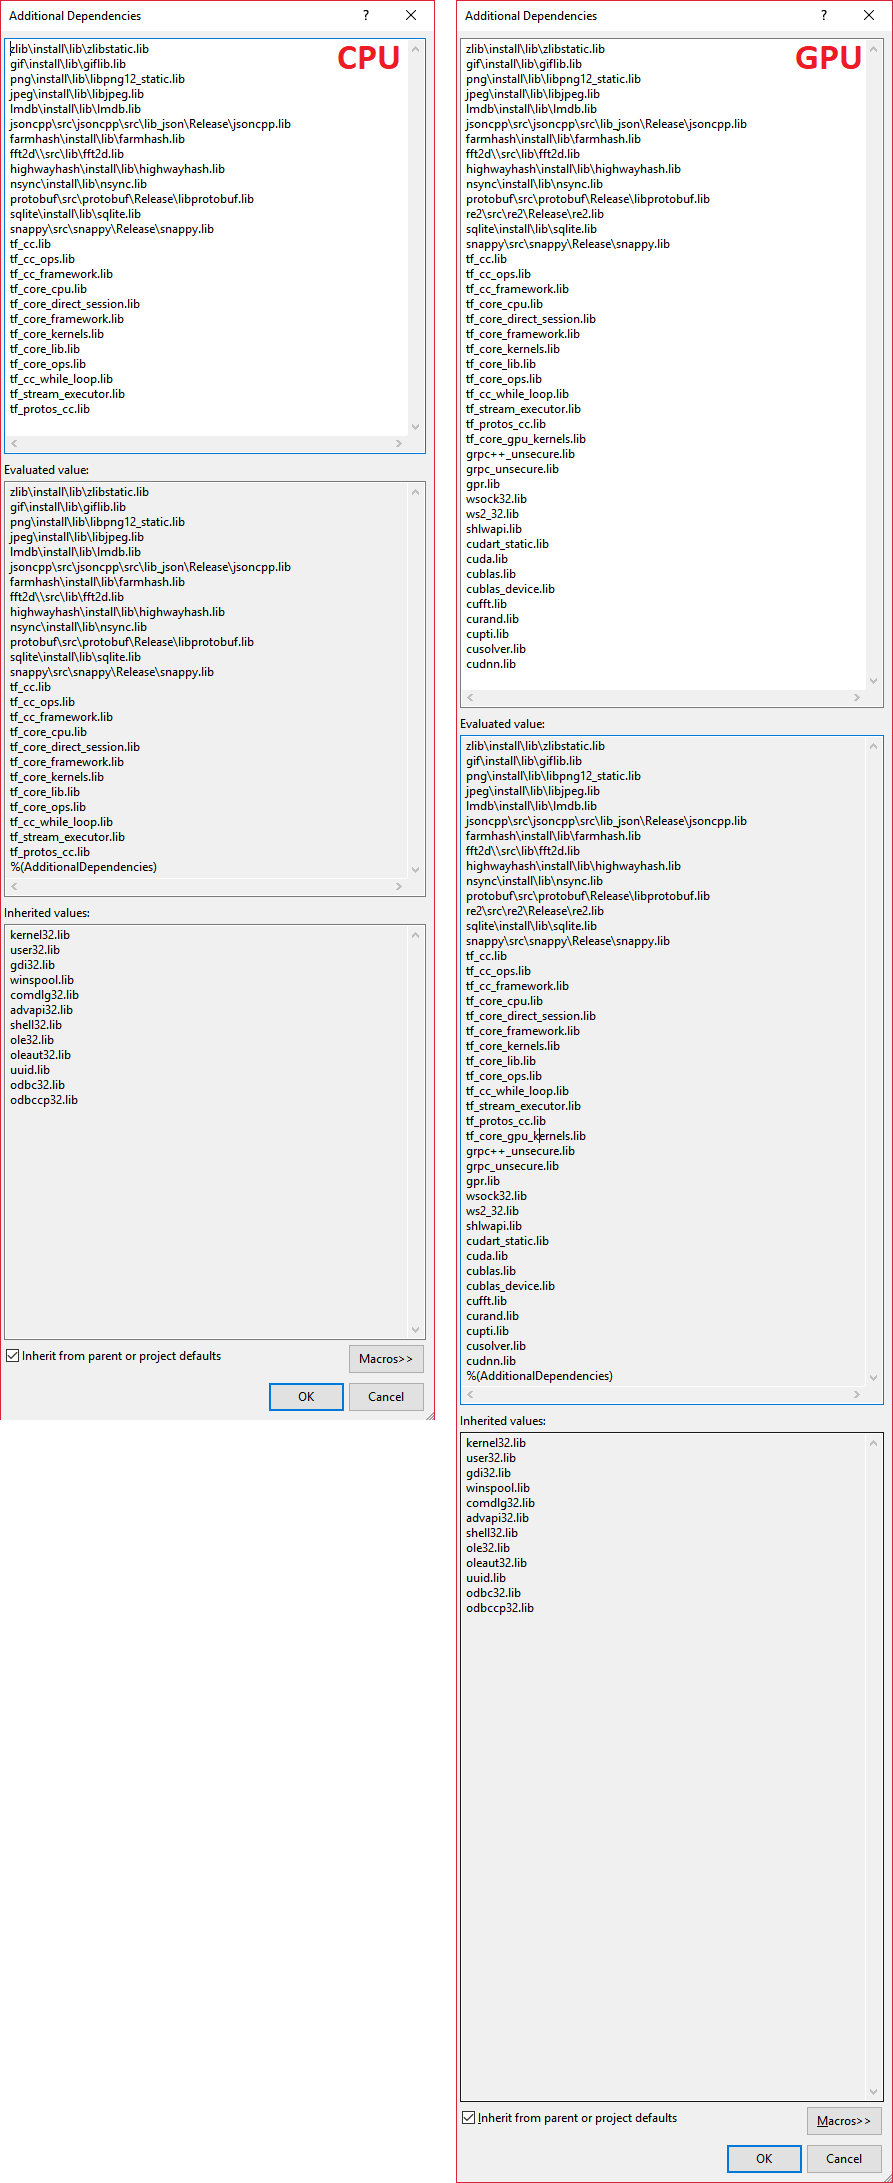 Additional Dependencies
CPU
zlib\install\lib\zlibstatic.lib
gif\install\lib\giflib.lib
png\install\lib\libpng12_static.lib
jpeg\install\lib\libjpeg.lib
lmdb\install\lib\lmdb.lib
jsoncpp\src\jsoncpp\src\lib_json\Release\jsoncpp.lib
farmhash\install\lib\farmhash.lib
fft2d\\src\lib\fft2d.lib
highwayhash\install\lib\highwayhash.lib
nsync\install\lib\nsync.lib
protobuf\src\protobuf\Release\libprotobuf.lib
sqlite\install\lib\sqlite.lib
snappy\src\snappy\Release\snappy.lib
tf_cc.lib
tf_cc_ops.lib
tf_cc_framework.lib
tf_core_cpu.lib
tf_core_direct_session.lib
tf_core_framework.lib
tf_core_kernels.lib
tf_core_lib.lib
tf_core_ops.lib
tf_cc_while_loop.lib
tf_stream_executor.lib
tf_protos_cc.lib
Evaluated value:
zlib\install\lib\zlibstatic.lib
gif\install\lib\giflib.lib
png\install\lib\libpng12_static.lib
jpeg\install\lib\libjpeg.lib
lmdb\install\lib\lmdb.lib
jsoncpp\src\jsoncpp\src\lib_json\Release\jsoncpp.lib
farmhash\install\lib\farmhash.lib
fft2d\\src\lib\fft2d.lib
highwayhash\install\lib\highwayhash.lib
nsync\install\lib\nsync.lib
protobuf\src\protobuf\Release\libprotobuf.lib
sqlite\install\lib\sqlite.lib
snappy\src\snappy\Release\snappy.lib
tf_cc.lib
tf_cc_ops.lib
tf_cc_framework.lib
tf_core_cpu.lib
tf_core_direct_session.lib
tf_core_framework.lib
tf_core_kernels.lib
tf_core_lib.lib
tf_core_ops.lib
tf_cc_while_loop.lib
tf_stream_executor.lib
tf_protos_cc.lib
%(AdditionalDependencies)
Inherited values:
kernel32.lib
user32.lib
gdi32.lib
winspool.lib
comdlg32.lib
advapi32.lib
shell32.lib
ole32.lib
oleaut32.lib
uuid.lib
odbc32.lib
odbccp32.lib
Inherit from parent or project defaults
Macros>>
OK
Cancel
Additional Dependencies
GPU
zlib\install\lib\zlibstatic.lib
gif\install\lib\giflib.lib
png\install\lib\libpng12_static.lib
jpeg\install\lib\libjpeg.lib
lmdb\install\lib\lmdb.lib
jsoncpp\src\jsoncpp\src\lib_json\Release\jsoncpp.lib
farmhash\install\lib\farmhash.lib
fft2d\\src\lib\fft2d.lib
highwayhash\install\lib\highwayhash.lib
nsync\install\lib\nsync.lib
protobuf\src\protobuf\Release\libprotobuf.lib
re2\src\re2\Release\re2.lib
sqlite\install\lib\sqlite.lib
snappy\src\snappy\Release\snappy.lib
tf_cc.lib
tf_cc_ops.lib
tf_cc_framework.lib
tf_core_cpu.lib
tf_core_direct_session.lib
tf_core_framework.lib
tf_core_kernels.lib
tf_core_lib.lib
tf_core_ops.lib
tf_cc_while_loop.lib
tf_stream_executor.lib
tf_protos_cc.lib
tf_core_gpu_kernels.lib
grpc++_unsecure.lib
grpc_unsecure.lib
gpr.lib
wsock32.lib
ws2_32.lib
shlwapi.lib
cudart_static.lib
cuda.lib
cublas.lib
cublas_device.lib
cufft.lib
curand.lib
cupti.lib
cusolver.lib
cudnn.lib
Evaluated value:
zlib\install\lib\zlibstatic.lib
gif\install\lib\giflib.lib
png\install\lib\libpng12_static.lib
jpeg\install\lib\libjpeg.lib
lmdb\install\lib\lmdb.lib
jsoncpp\src\jsoncpp\src\lib_json\Release\jsoncpp.lib
farmhash\install\lib\farmhash.lib
fft2d\\src\lib\fft2d.lib
highwayhash\install\lib\highwayhash.lib
nsync\install\lib\nsync.lib
protobuf\src\protobuf\Release\libprotobuf.lib
re2\src\re2\Release\re2.lib
sqlite\install\lib\sqlite.lib
snappy\src\snappy\Release\snappy.lib
tf_cc.lib
tf_cc_ops.lib
tf_cc_framework.lib
tf_core_cpu.lib
tf_core_direct_session.lib
tf_core_framework.lib
tf_core_kernels.lib
tf_core_lib.lib
tf_core_ops.lib
tf_cc_while_loop.lib
tf_stream_executor.lib
tf_protos_cc.lib
tf_core_gpu_kernels.lib
grpc++_unsecure.lib
grpc_unsecure.lib
gpr.lib
wsock32.lib
ws2_32.lib
shlwapi.lib
cudart_static.lib
cuda.lib
cublas.lib
cublas_device.lib
cufft.lib
curand.lib
cupti.lib
cusolver.lib
cudnn.lib
%(AdditionalDependencies)
Inherited values:
kernel32.lib
user32.lib
gdi32.lib
winspool.lib
comdlg32.lib
advapi32.lib
shell32.lib
ole32.lib
oleaut32.lib
uuid.lib
odbc32.lib
odbccp32.lib
Inherit from parent or project defaults
Macros>>
OK
Cancel